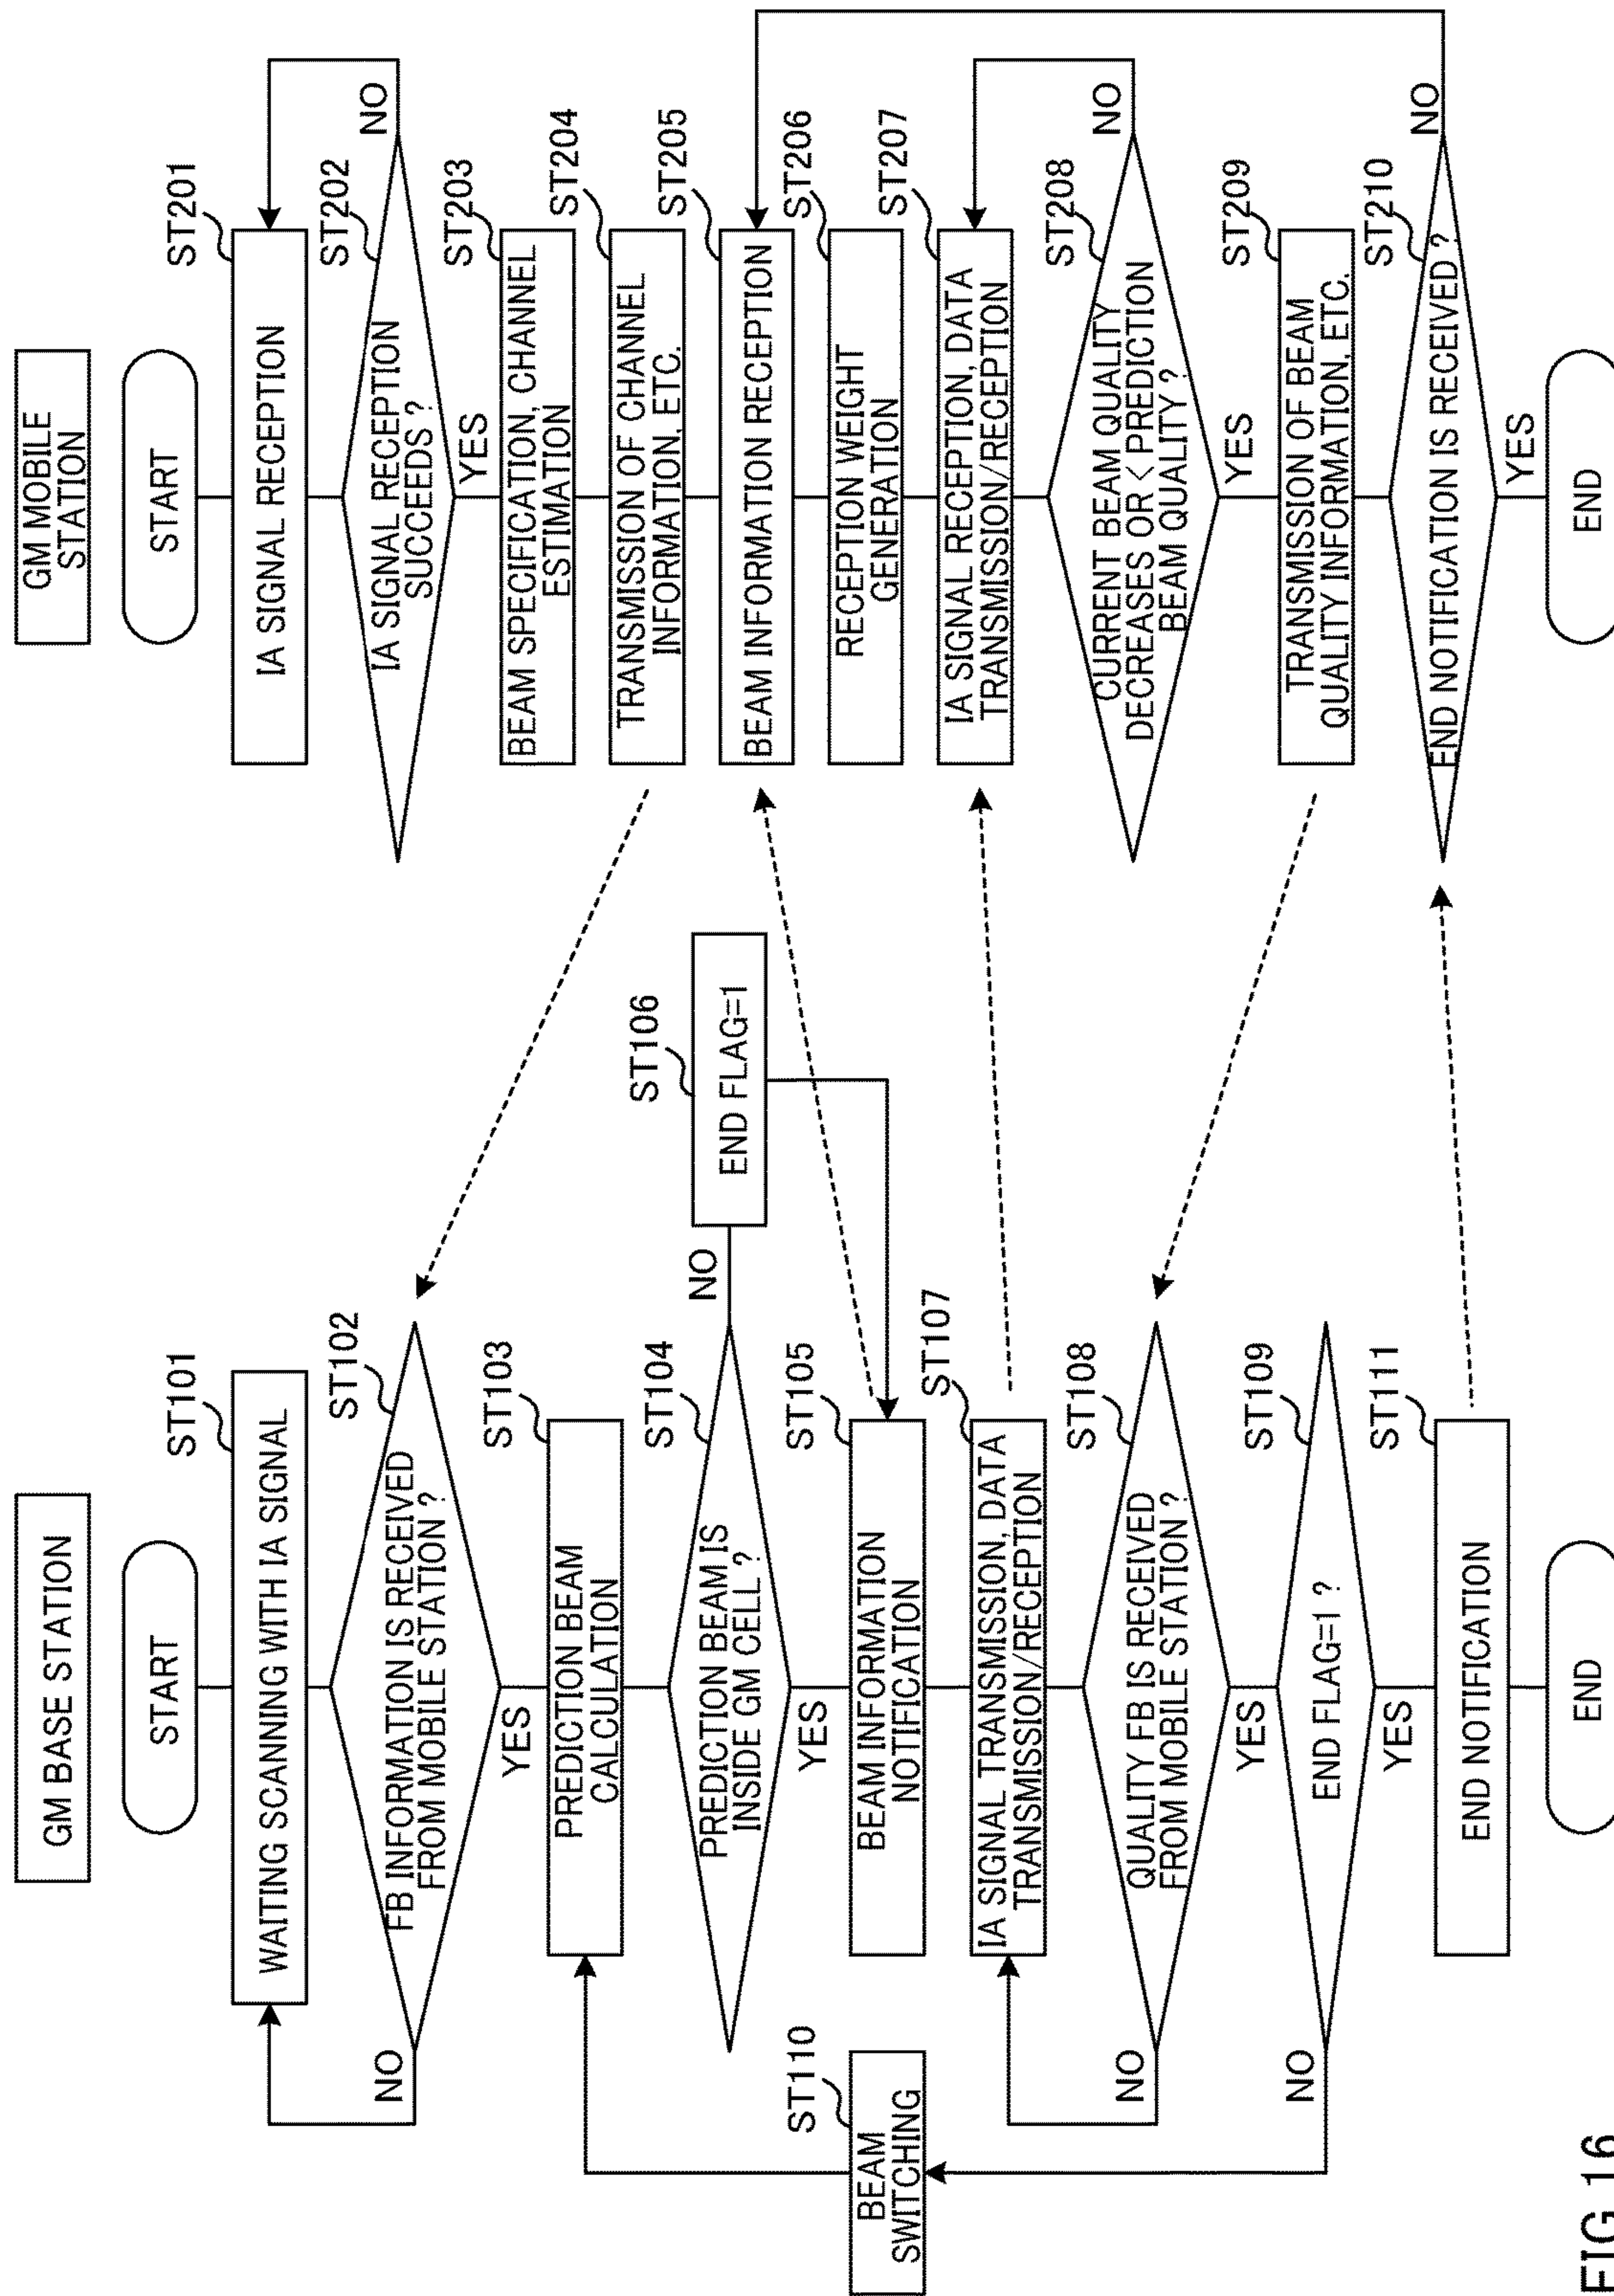 GM BASE STATION
START
ST101
WAITING SCANNING WITH IA SIGNAL
ST102
FB INFORMATION IS RECEIVED
FROM MOBILE STATION ?
NO
YES
ST103
PREDICTION BEAM
CALCULATION
ST104
PREDICTION BEAM IS
INSIDE GM CELL ?
NO
YES
ST106
END FLAG=1
ST105
BEAM INFORMATION
NOTIFICATION
ST107
IA SIGNAL TRANSMISSION, DATA
TRANSMISSION/RECEPTION
ST108
QUALITY FB IS RECEIVED
FROM MOBILE STATION ?
NO
YES
ST109
END FLAG=1 ?
NO
YES
ST110
BEAM
SWITCHING
ST111
END NOTIFICATION
END
GM MOBILE
STATION
START
ST201
IA SIGNAL RECEPTION
ST202
IA SIGNAL RECEPTION
SUCCEEDS ?
NO
YES
ST203
BEAM SPECIFICATION, CHANNEL
ESTIMATION
ST204
TRANSMISSION OF CHANNEL
INFORMATION, ETC.
ST205
BEAM INFORMATION RECEPTION
ST206
RECEPTION WEIGHT
GENERATION
ST207
IA SIGNAL RECEPTION, DATA
TRANSMISSION/RECEPTION
ST208
CURRENT BEAM QUALITY
DECREASES OR < PREDICTION
BEAM QUALITY ?
NO
YES
ST209
TRANSMISSION OF BEAM
QUALITY INFORMATION, ETC.
ST210
END NOTIFICATION IS RECEIVED ?
NO
YES
END
FIG.16